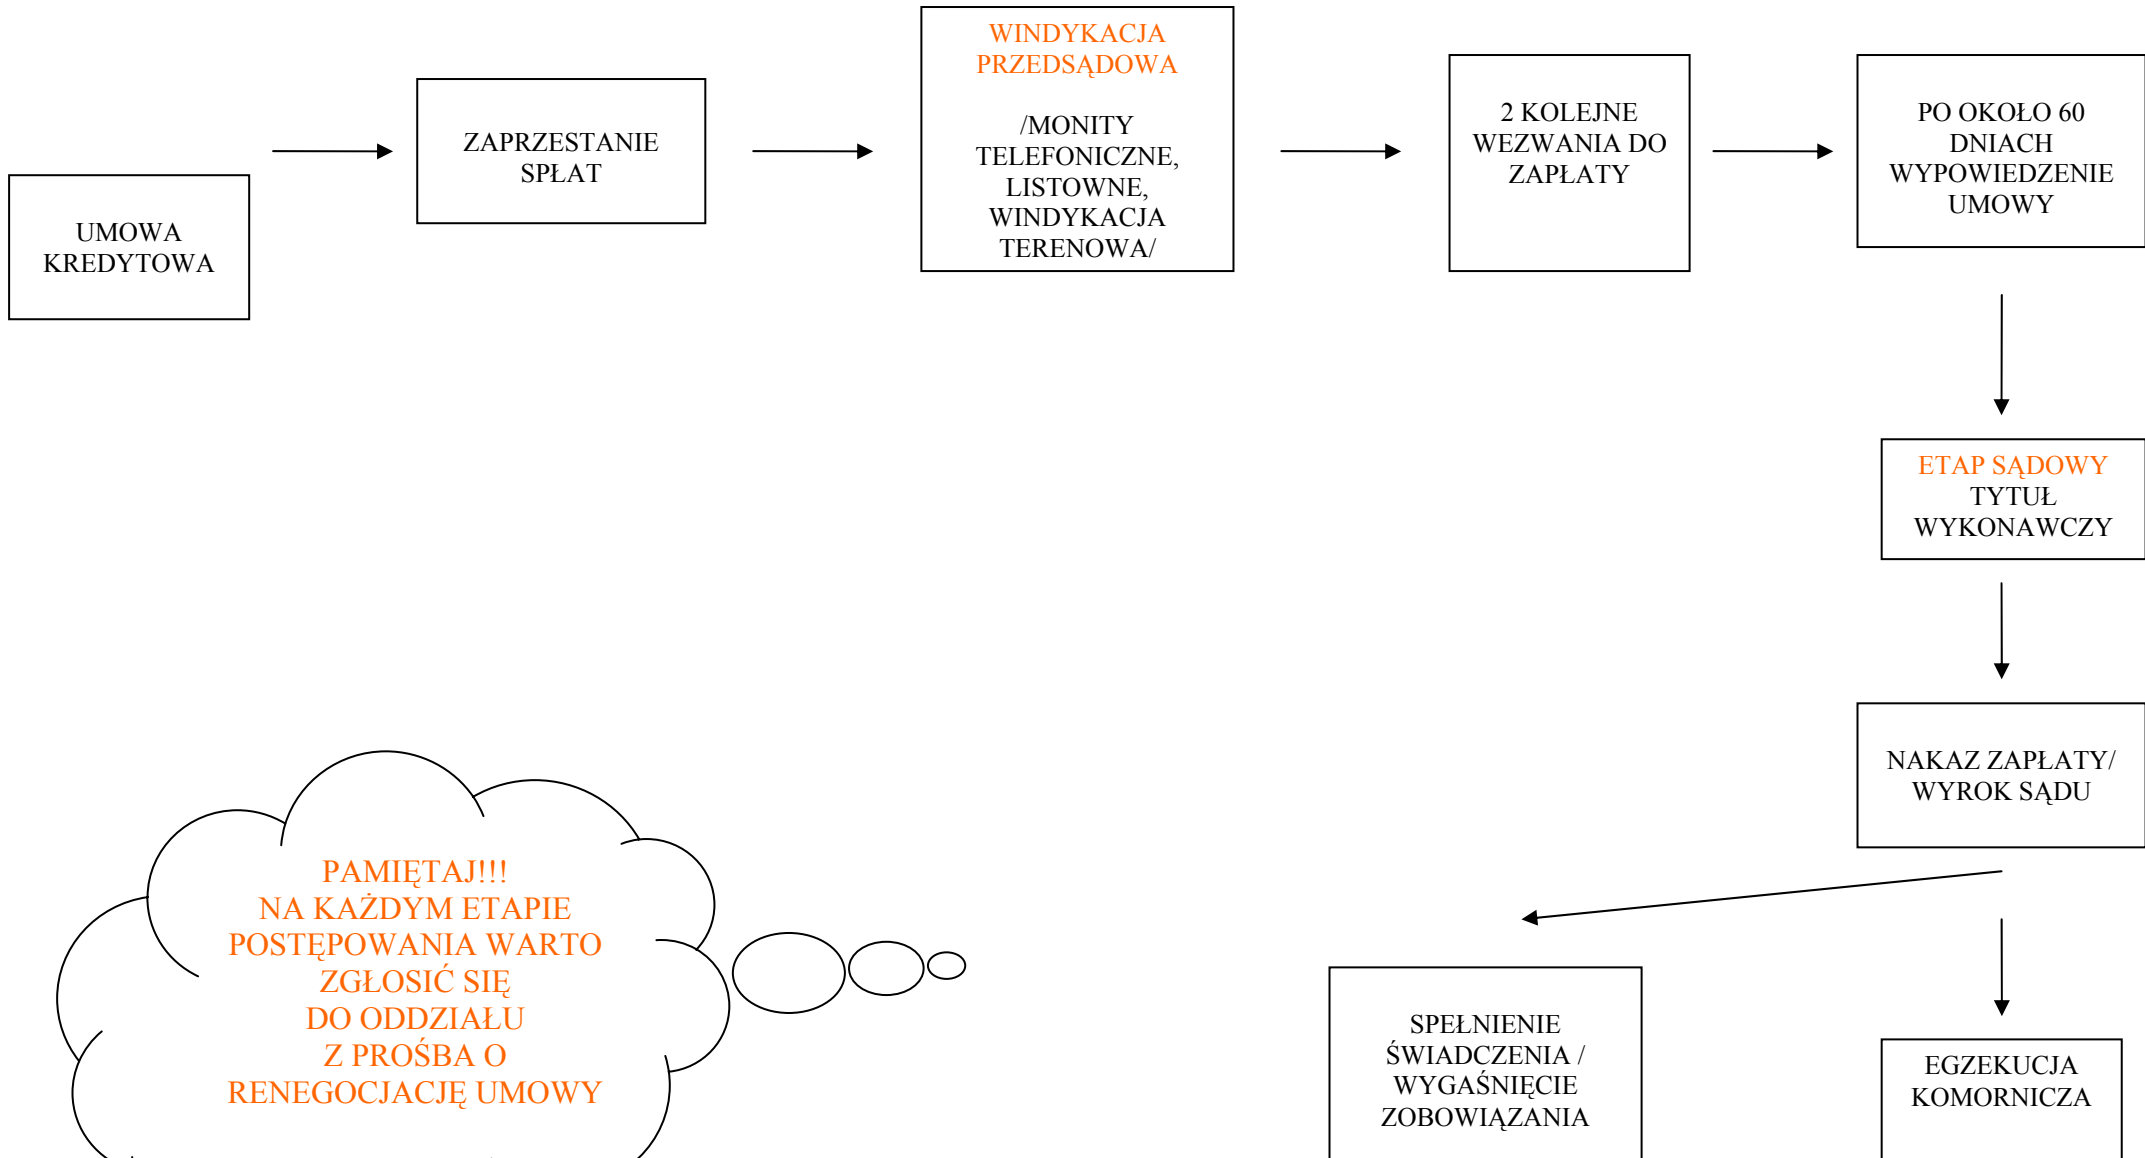 UMOWA
KREDYTOWA
ZAPRZESTANIE
SPŁAT
WINDYKACJA
PRZEDSĄDOWA
/MONITY
TELEFONICZNE,
LISTOWNE,
WINDYKACJA
TERENOWA/
2 KOLEJNE
WEZWANIA DO
ZAPŁATY
PO OKOŁO 60
DNIACH
WYPOWIEDZENIE
UMOWY
ETAP SĄDOWY
TYTUŁ
WYKONAWCZY
NAKAZ ZAPŁATY/
WYROK SĄDU
SPEŁNIENIE
ŚWIADCZENIA /
WYGAŚNIĘCIE
ZOBOWIĄZANIA
EGZEKUCJA
KOMORNICZA
PAMIĘTAJ!!!
NA KAŻDYM ETAPIE
POSTĘPOWANIA WARTO
ZGŁOSIĆ SIĘ
DO ODDZIAŁU
Z PROŚBA O
RENEGOCJACJĘ UMOWY